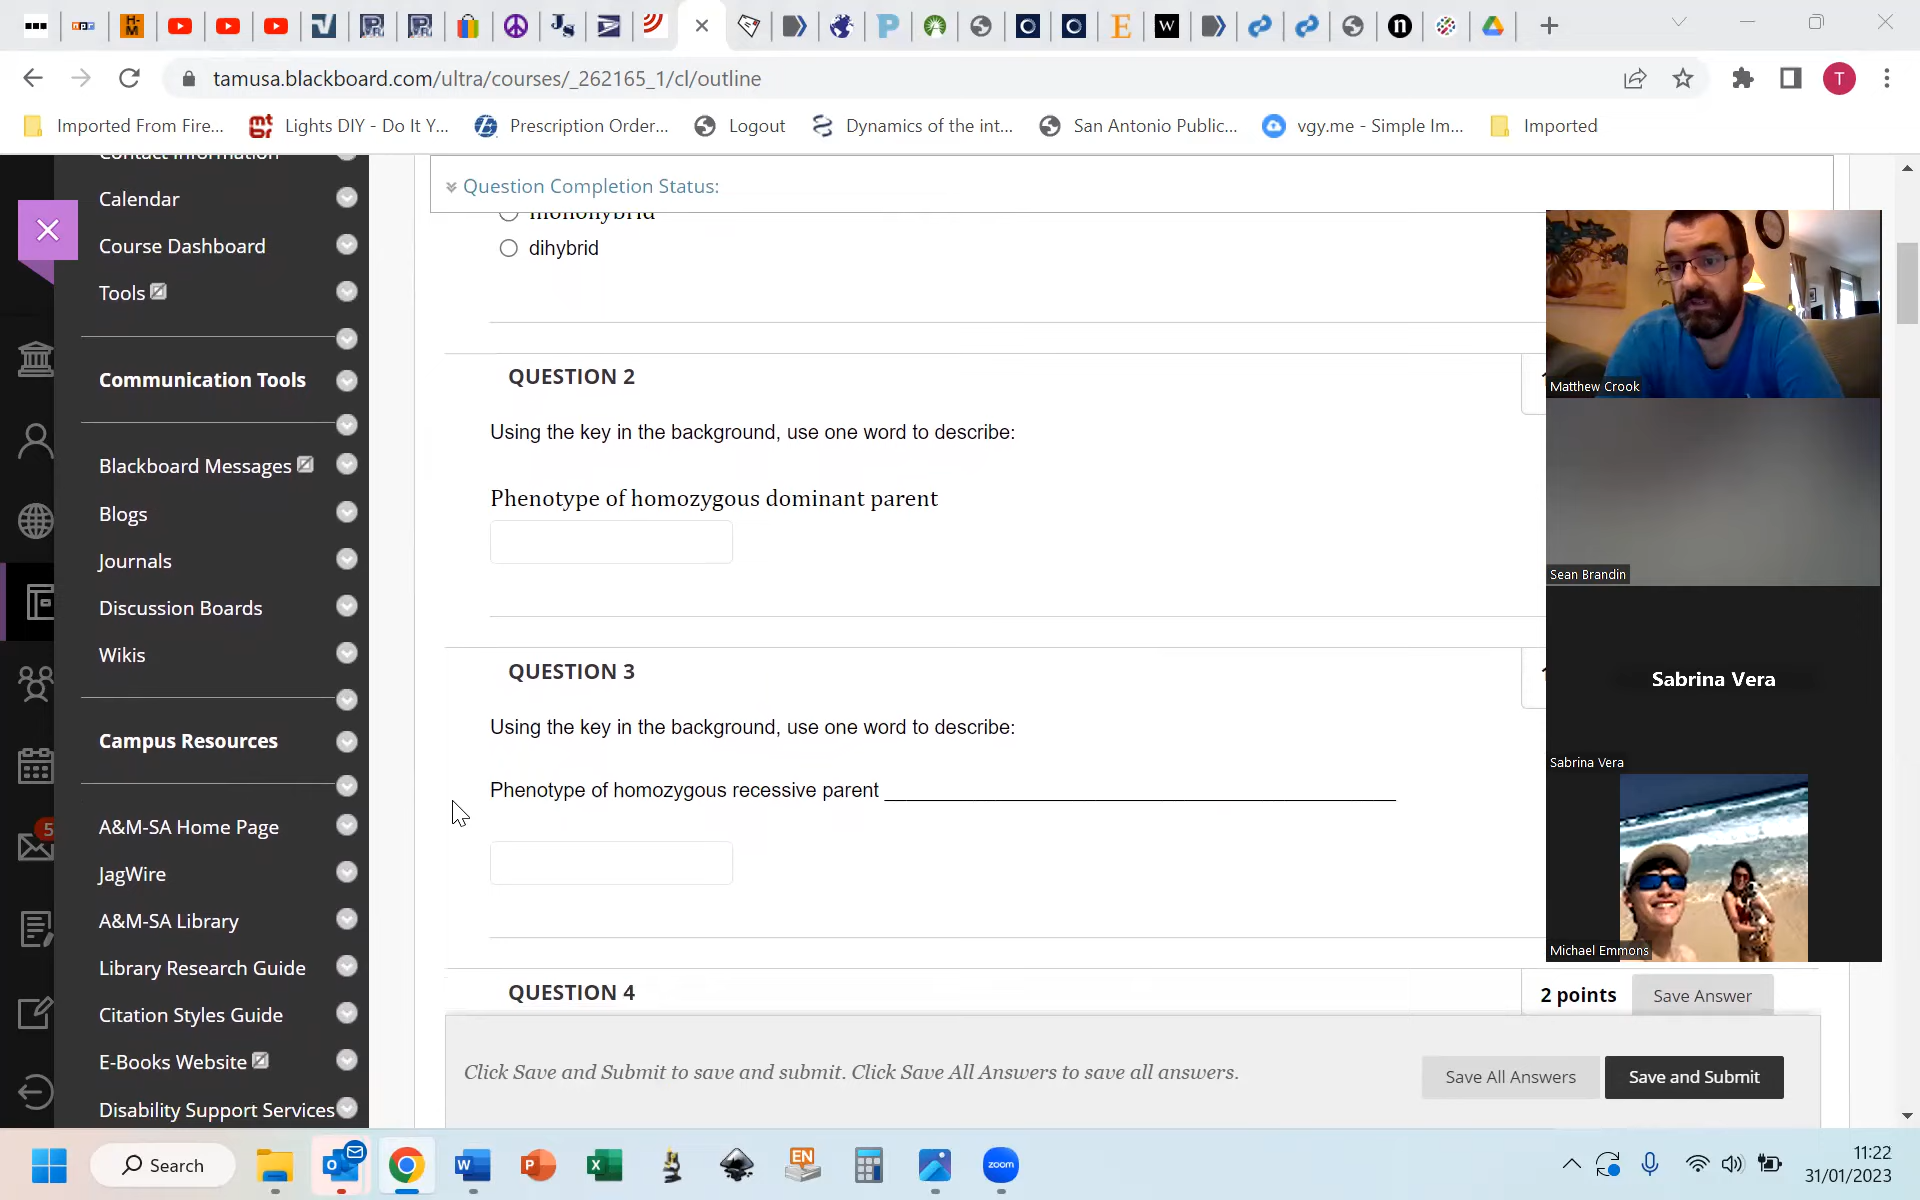 npr
H-M
J S
P
E
W
n
tamusa.blackboard.com/ultra/courses/_262165_1/cl/outline
T
Imported From Fire...
mbr
Lights DIY - Do It Y...
Prescription Order...
Logout
Dynamics of the int...
San Antonio Public...
vgy.me - Simple Im...
Imported
Contact Information
Calendar
Course Dashboard
Tools
Communication Tools
Blackboard Messages
Blogs
Journals
Discussion Boards
Wikis
Campus Resources
5
A&M-SA Home Page
JagWire
A&M-SA Library
Library Research Guide
Citation Styles Guide
E-Books Website
Disability Support Services
Question Completion Status:
monohybrid
dihybrid
QUESTION 2
Using the key in the background, use one word to describe:
Phenotype of homozygous dominant parent
QUESTION 3
Using the key in the background, use one word to describe:
Phenotype of homozygous recessive parent
QUESTION 4
2 points
Save Answer
Click Save and Submit to save and submit. Click Save All Answers to save all answers.
Save All Answers
Save and Submit
Matthew Crook
Sean Brandin
Sabrina Vera
Sabrina Vera
Michael Emmons
Search
EN
zoom
11:22
31/01/2023